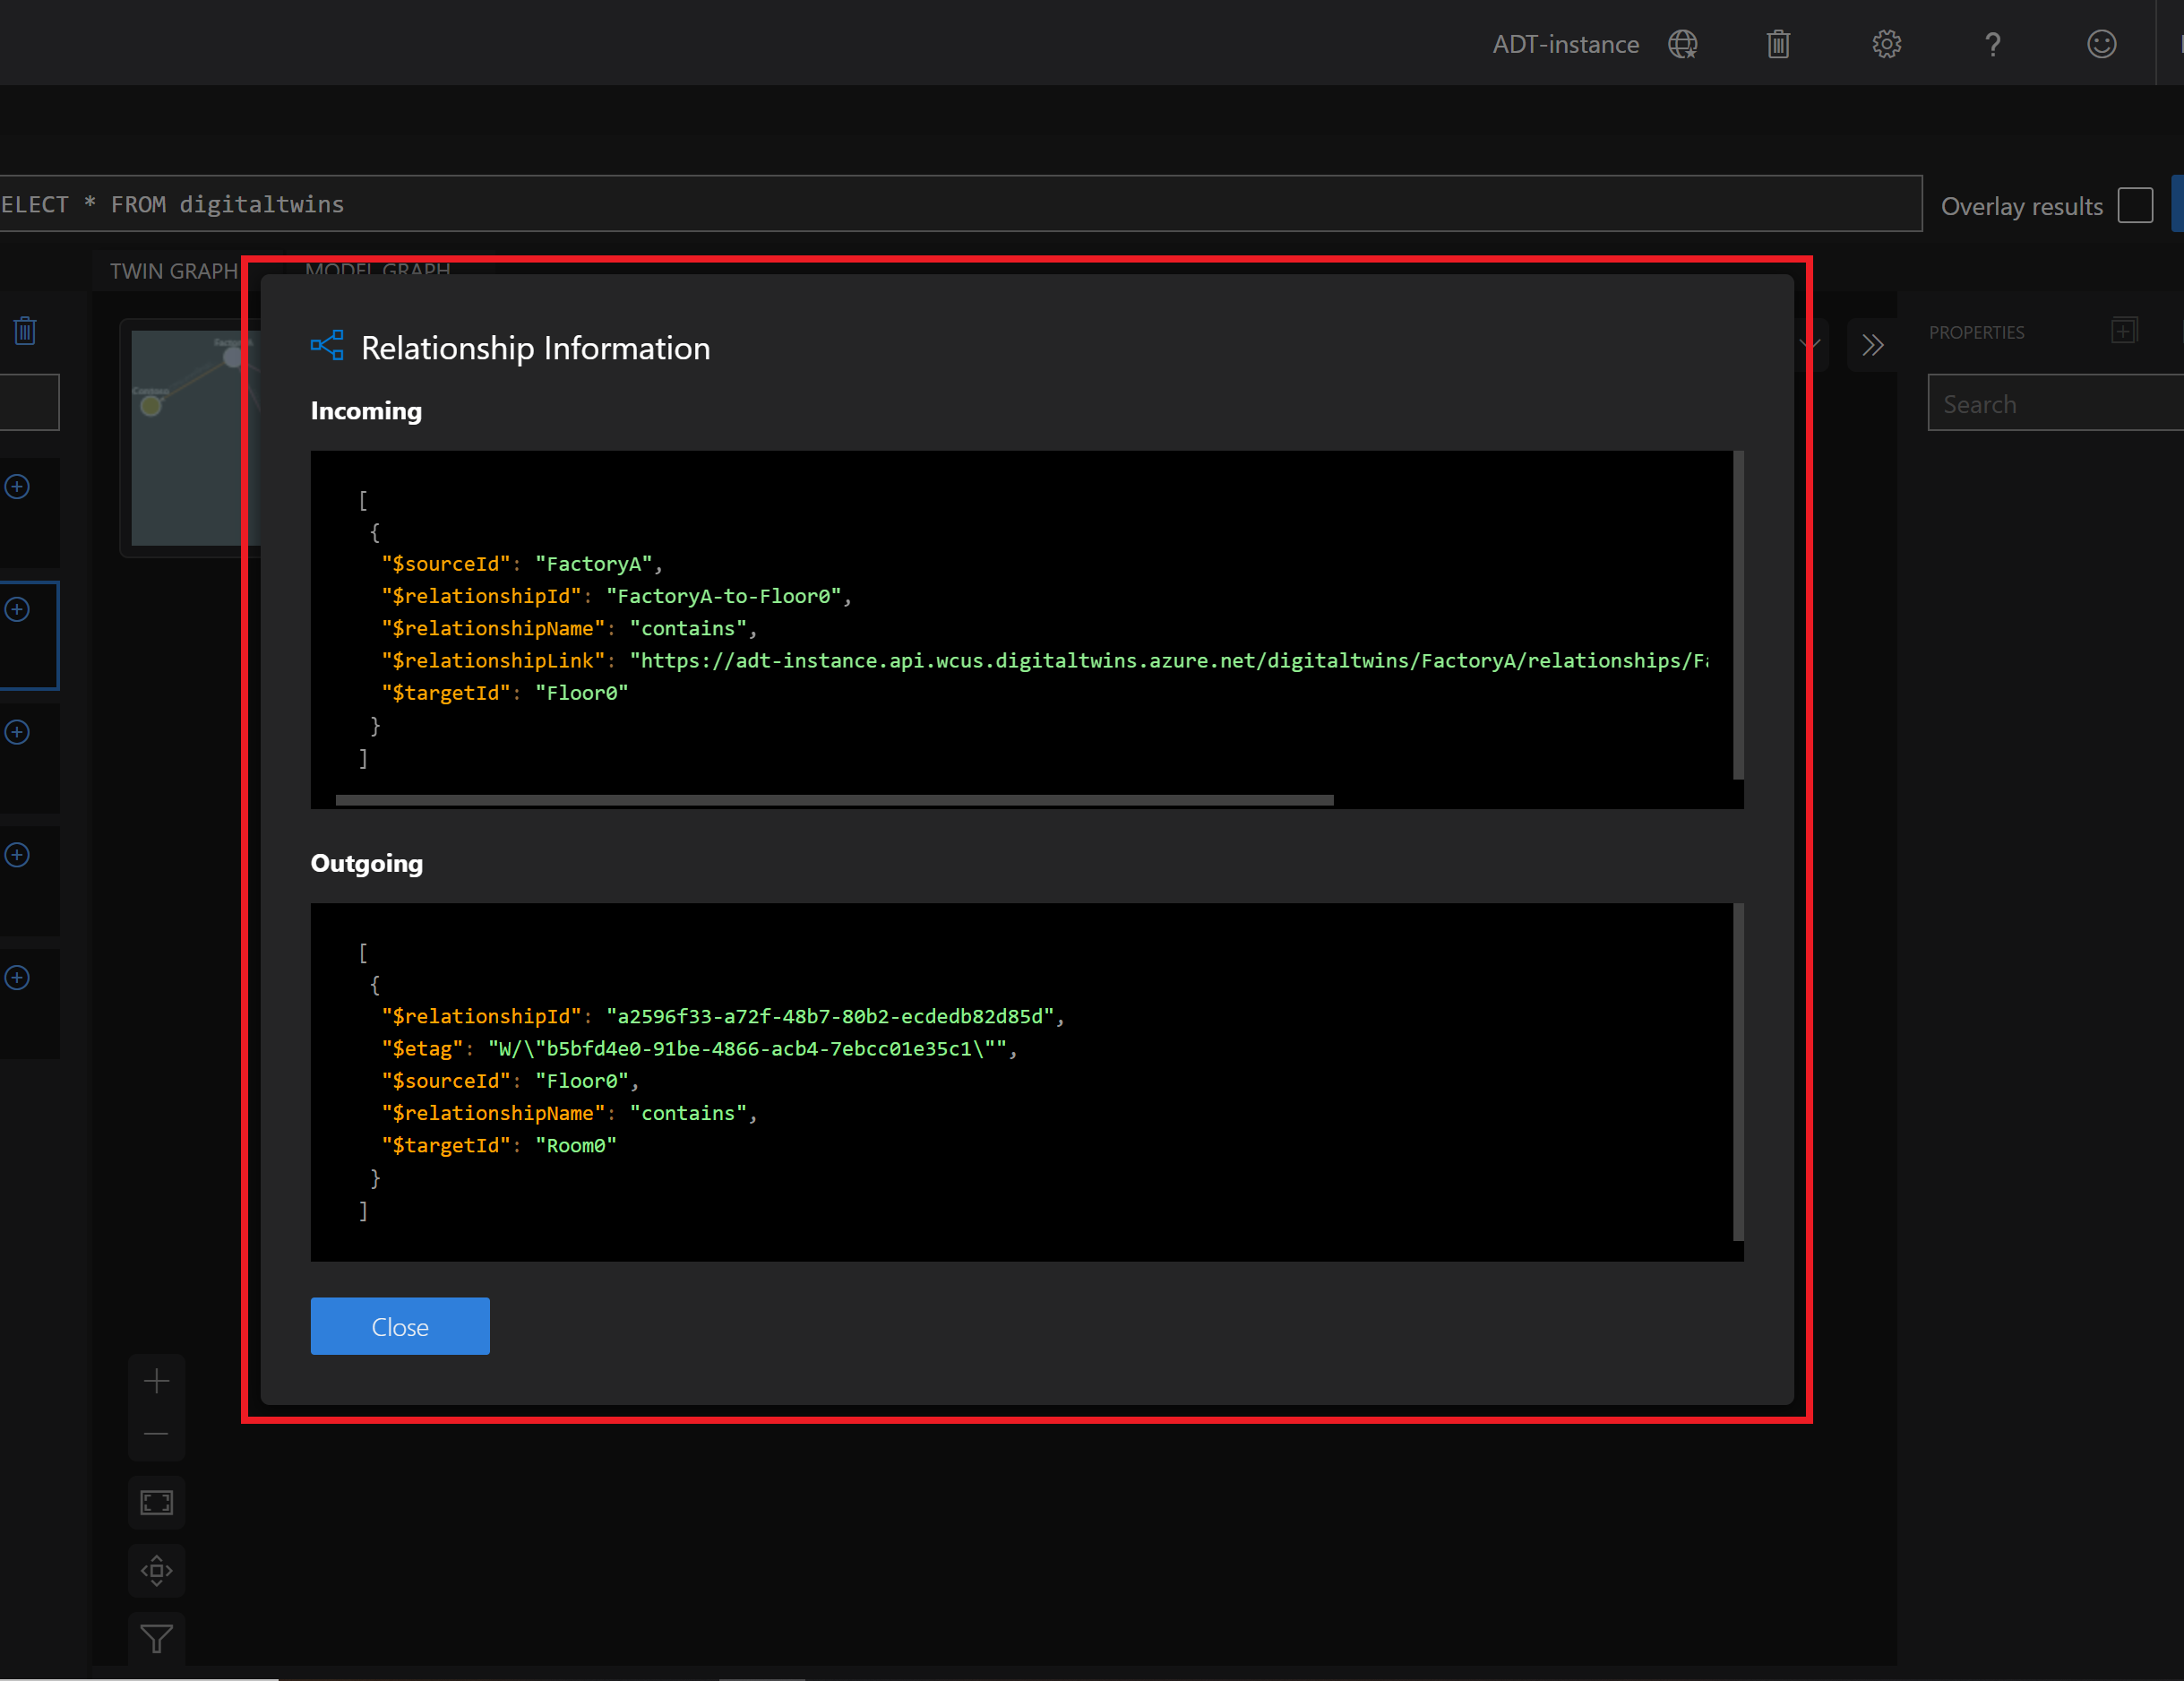 ADT-instance
ELECT * FROM digitaltwins
Overlay results
TWIN GRAPH
MODEL GRAPH
PROPERTIES
Search
Relationship Information
Incoming
[
{
"$sourceId": "FactoryA",
"$relationshipId": "FactoryA-to-Floor0",
"$relationshipName": "contains",
"$relationshipLink": "https://adt-instance.api.wcus.digitaltwins.azure.net/digitaltwins/FactoryA/relationships/Fa
"$targetId": "Floor0"
}
]
Outgoing
[
{
"$relationshipId": "a2596f33-a72f-48b7-80b2-ecdedb82d85d",
"$etag": "W/\"b5bfd4e0-91be-4866-acb4-7ebcc01e35c1\"",
"$sourceId": "Floor0",
"$relationshipName": "contains",
"$targetId": "Room0"
}
]
Close